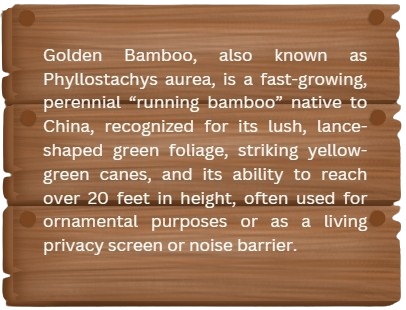 Golden Bamboo, also known as
Phyllostachys aurea, is a fast-growing,
perennial “running bamboo” native to
China, recognized for its lush, lance-
shaped green foliage, striking yellow-
green canes, and its ability to reach
over 20 feet in height, often used for
ornamental purposes or as a living
privacy screen or noise barrier.